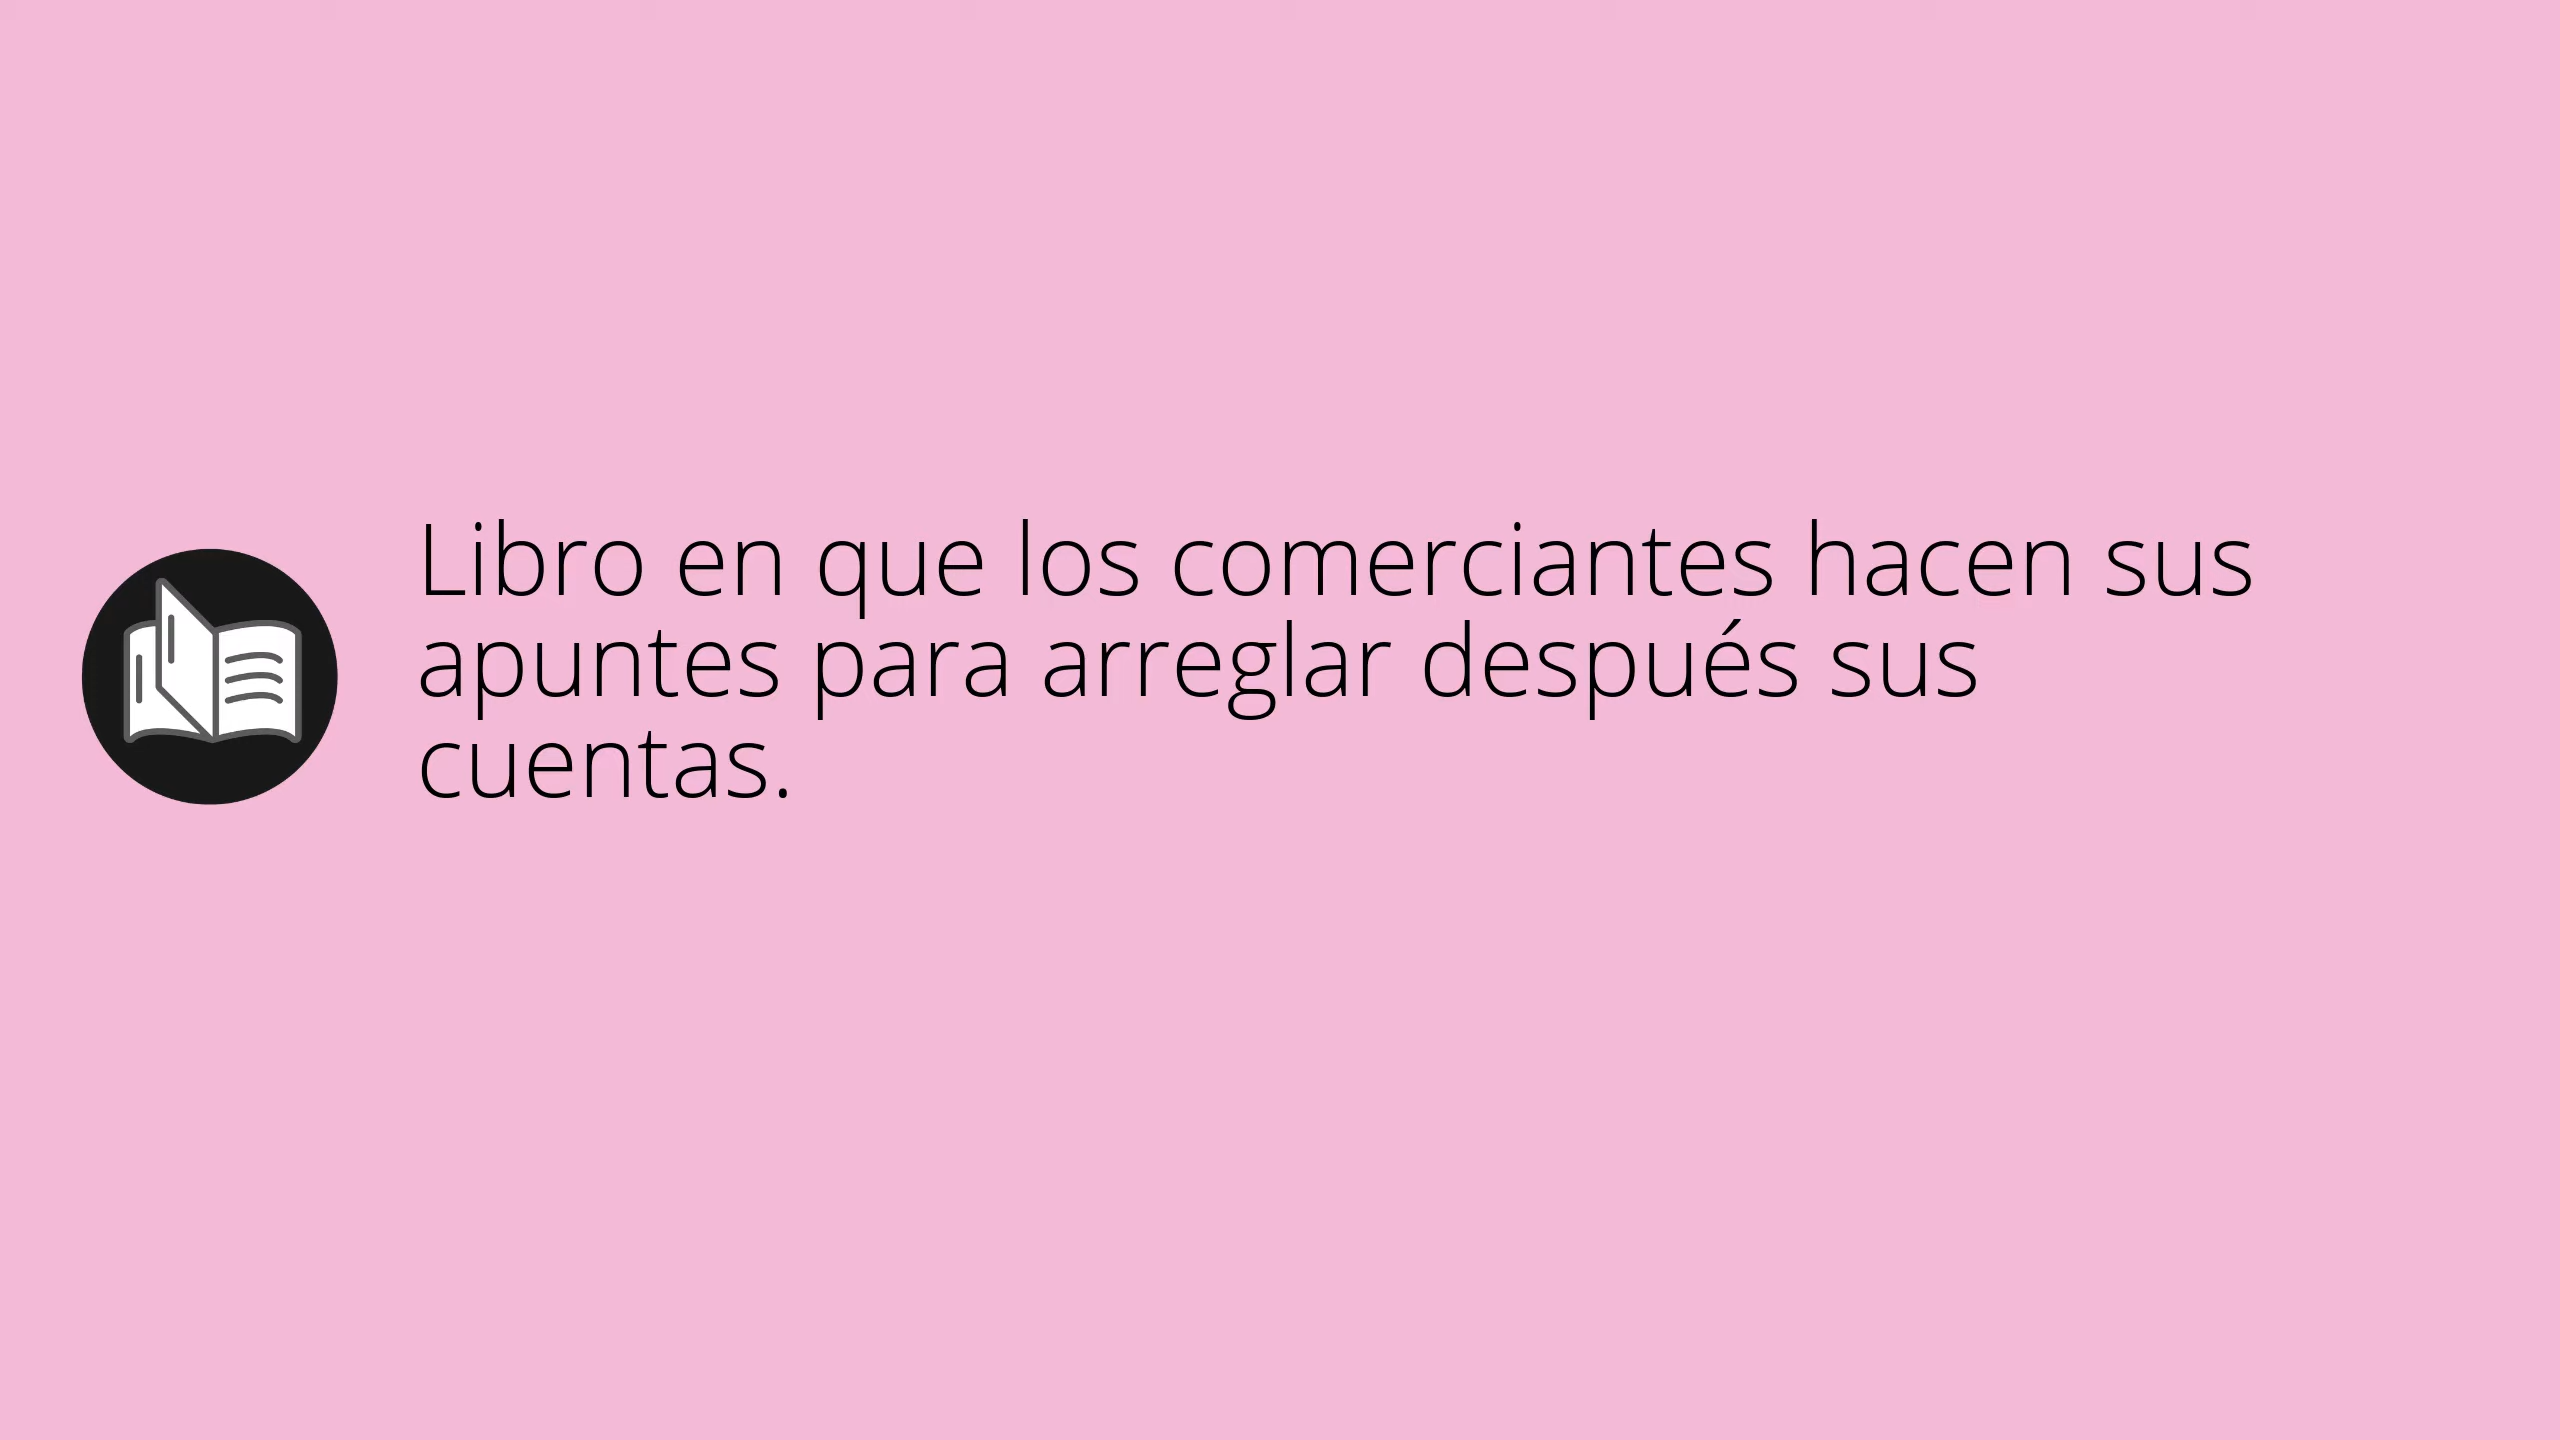 Libro en que los comerciantes hacen sus
apuntes para arreglar después sus
cuentas.